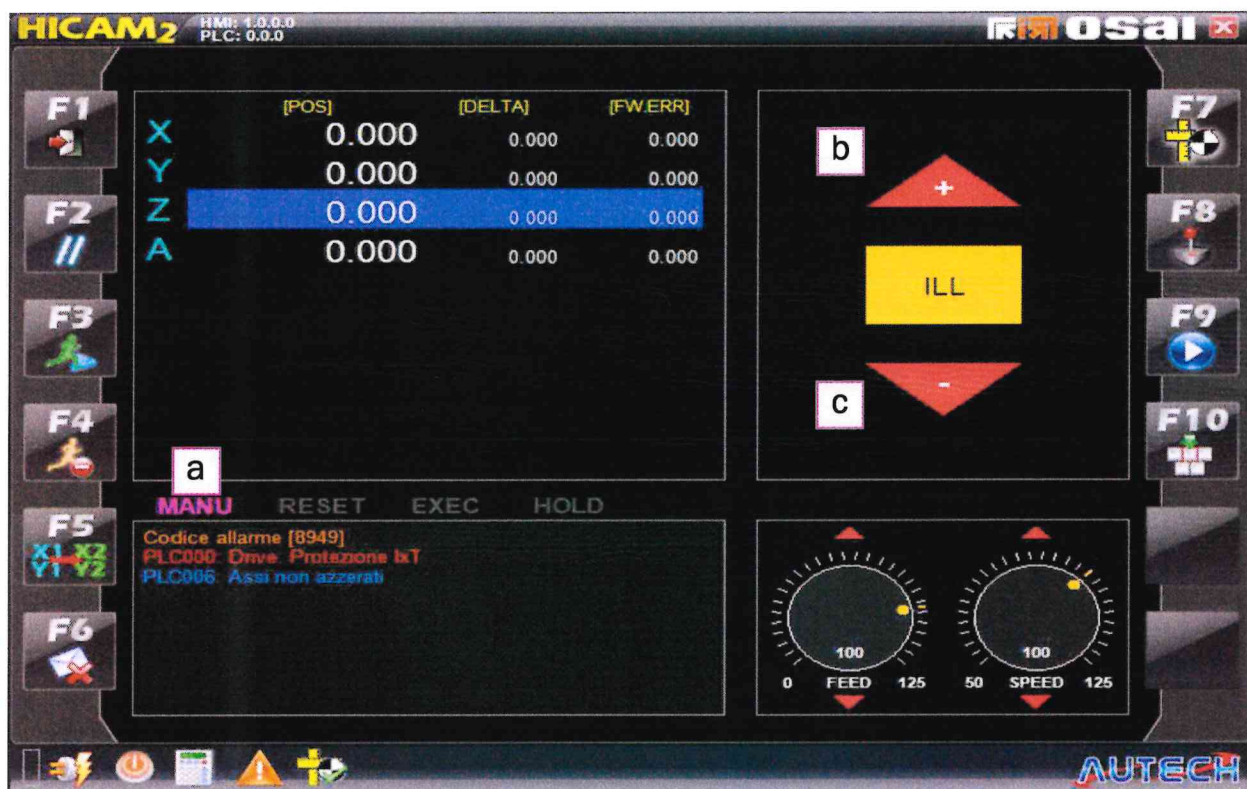 HICAM2 HMI: 1.0.0.0
PLC: 0.0.0
osai
F1
F2
F3
F4
F5
X1 X2
Y1 Y2
F6
[POS] [DELTA] [FW.ERR]
X 0.000 0.000 0.000
Y 0.000 0.000 0.000
Z 0.000 0.000 0.000
A 0.000 0.000 0.000
a
MANU RESET EXEC HOLD
Codice allarme [8949]
PLC000: Drive: Protezione IxT
PLC006: Assi non azzerati
b
+
ILL
c
-
100
0 FEED 125
100
50 SPEED 125
F7
F8
F9
F10
AUTECH